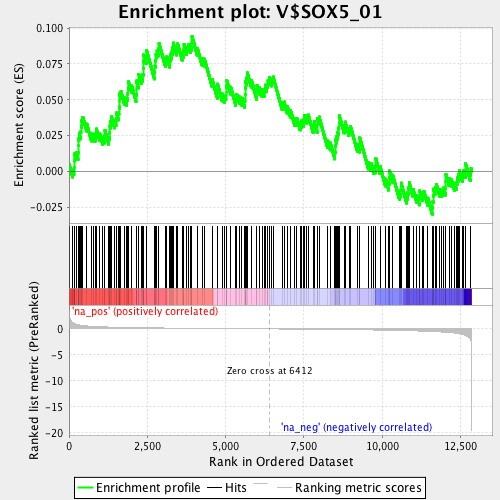 Enrichment plot: V$SOX5_01
Enrichment score (ES)
0.100
0.075
0.050
0.025
0.000
-0.025
'na_pos' (positively correlated)
Ranked list metric (PreRanked)
0
-5
-10
-15
-20
Zero cross at 6412
'na_neg' (negatively correlated)
0
2,500
5,000
7,500
10,000
12,500
Rank in Ordered Dataset
Enrichment profile
Hits
Ranking metric scores